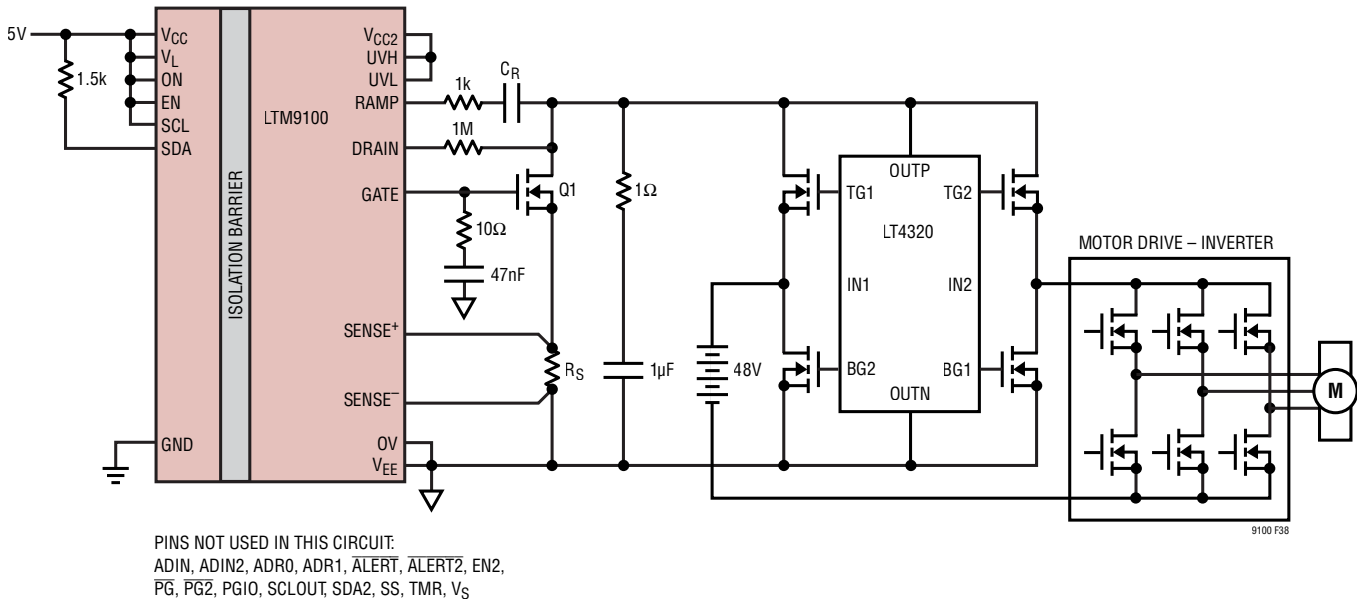 5V
1.5k
VCC
VL
ON
EN
SCL
SDA
GND
ISOLATION BARRIER
LTM9100
VCC2
UVH
UVL
RAMP
DRAIN
GATE
SENSE+
SENSE−
0V
VEE
1k
CR
1M
Q1
10Ω
47nF
RS
1Ω
1µF
48V
OUTP
TG1
TG2
LT4320
IN1
IN2
BG2
BG1
OUTN
MOTOR DRIVE – INVERTER
M
9100 F38
PINS NOT USED IN THIS CIRCUIT:
ADIN, ADIN2, ADR0, ADR1, ALERT, ALERT2, EN2,
PG, PG2, PGIO, SCLOUT, SDA2, SS, TMR, VS